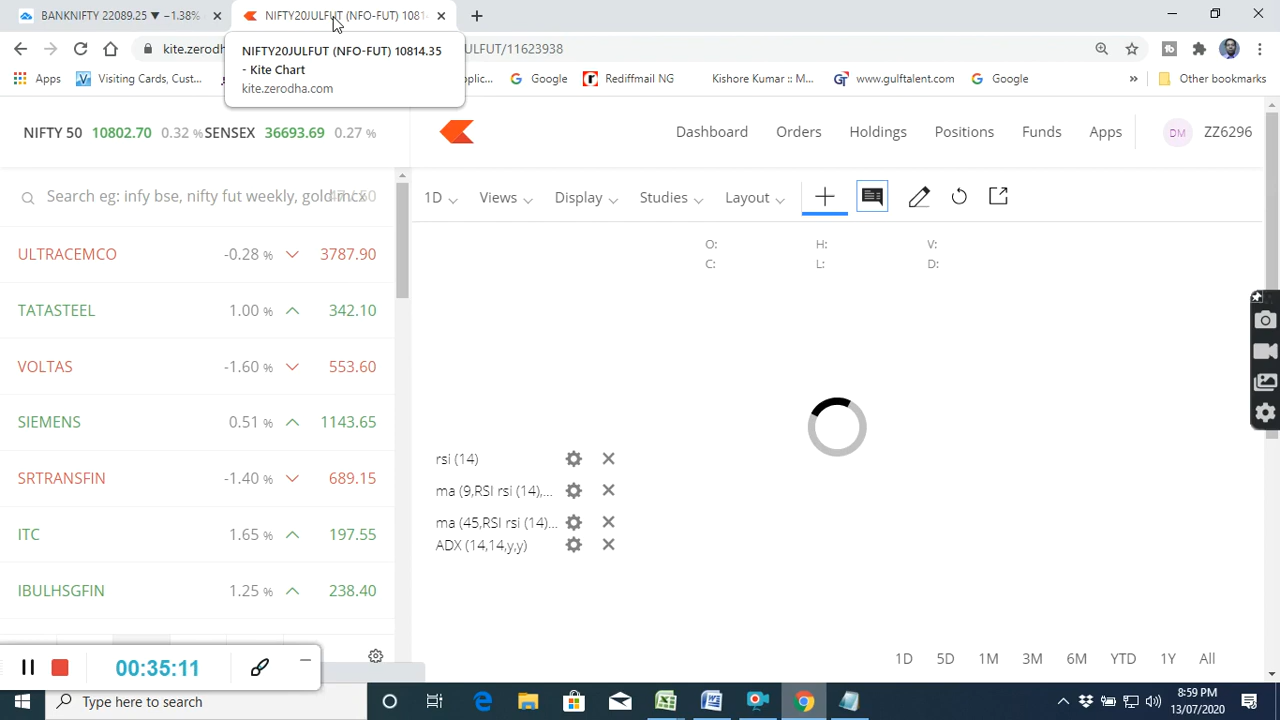 BANKNIFTY 22089.25 ▼ −1.38%
NIFTY20JULFUT (NFO-FUT) 1081
NIFTY20JULFUT (NFO-FUT) 10814.35
- Kite Chart
kite.zerodha.com
kite.zerodh
JULFUT/11623938
Apps
Visiting Cards, Cust...
plic...
Google
Rediffmail NG
Kishore Kumar :: M...
www.gulftalent.com
Google
»
Other bookmarks
NIFTY 50 10802.70 0.32 % SENSEX 36693.69 0.27 %
Dashboard Orders Holdings Positions Funds Apps DM ZZ6296
Search eg: infy bse, nifty fut weekly, gold mcx
/ 50
1D Views Display Studies Layout
O: H: V:
C: L: D:
ULTRACEMCO -0.28 % 3787.90
TATASTEEL 1.00 % 342.10
VOLTAS -1.60 % 553.60
SIEMENS 0.51 % 1143.65
SRTRANSFIN -1.40 % 689.15
ITC 1.65 % 197.55
IBULHSGFIN 1.25 % 238.40
rsi (14)
ma (9,RSI rsi (14),...
ma (45,RSI rsi (14)...
ADX (14,14,y,y)
1D 5D 1M 3M 6M YTD 1Y All
00:35:11
Type here to search
8:59 PM
13/07/2020